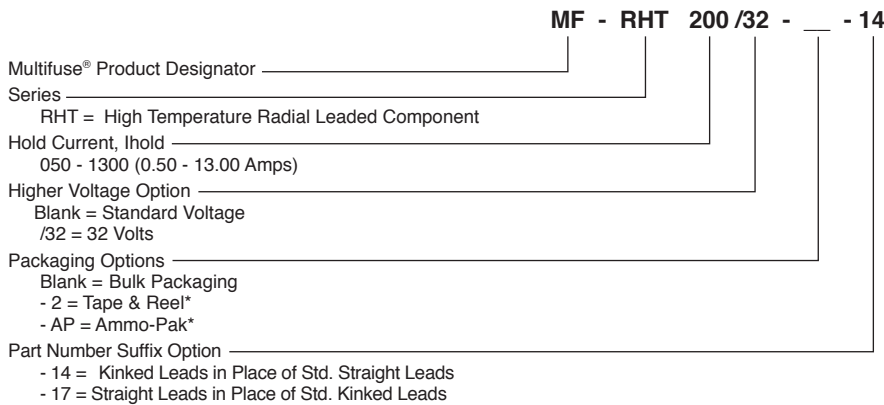 MF - RHT 200 /32 - __ - 14
Multifuse® Product Designator
Series
RHT = High Temperature Radial Leaded Component
Hold Current, Ihold
050 - 1300 (0.50 - 13.00 Amps)
Higher Voltage Option
Blank = Standard Voltage
/32 = 32 Volts
Packaging Options
Blank = Bulk Packaging
- 2 = Tape & Reel*
- AP = Ammo-Pak*
Part Number Suffix Option
- 14 = Kinked Leads in Place of Std. Straight Leads
- 17 = Straight Leads in Place of Std. Kinked Leads